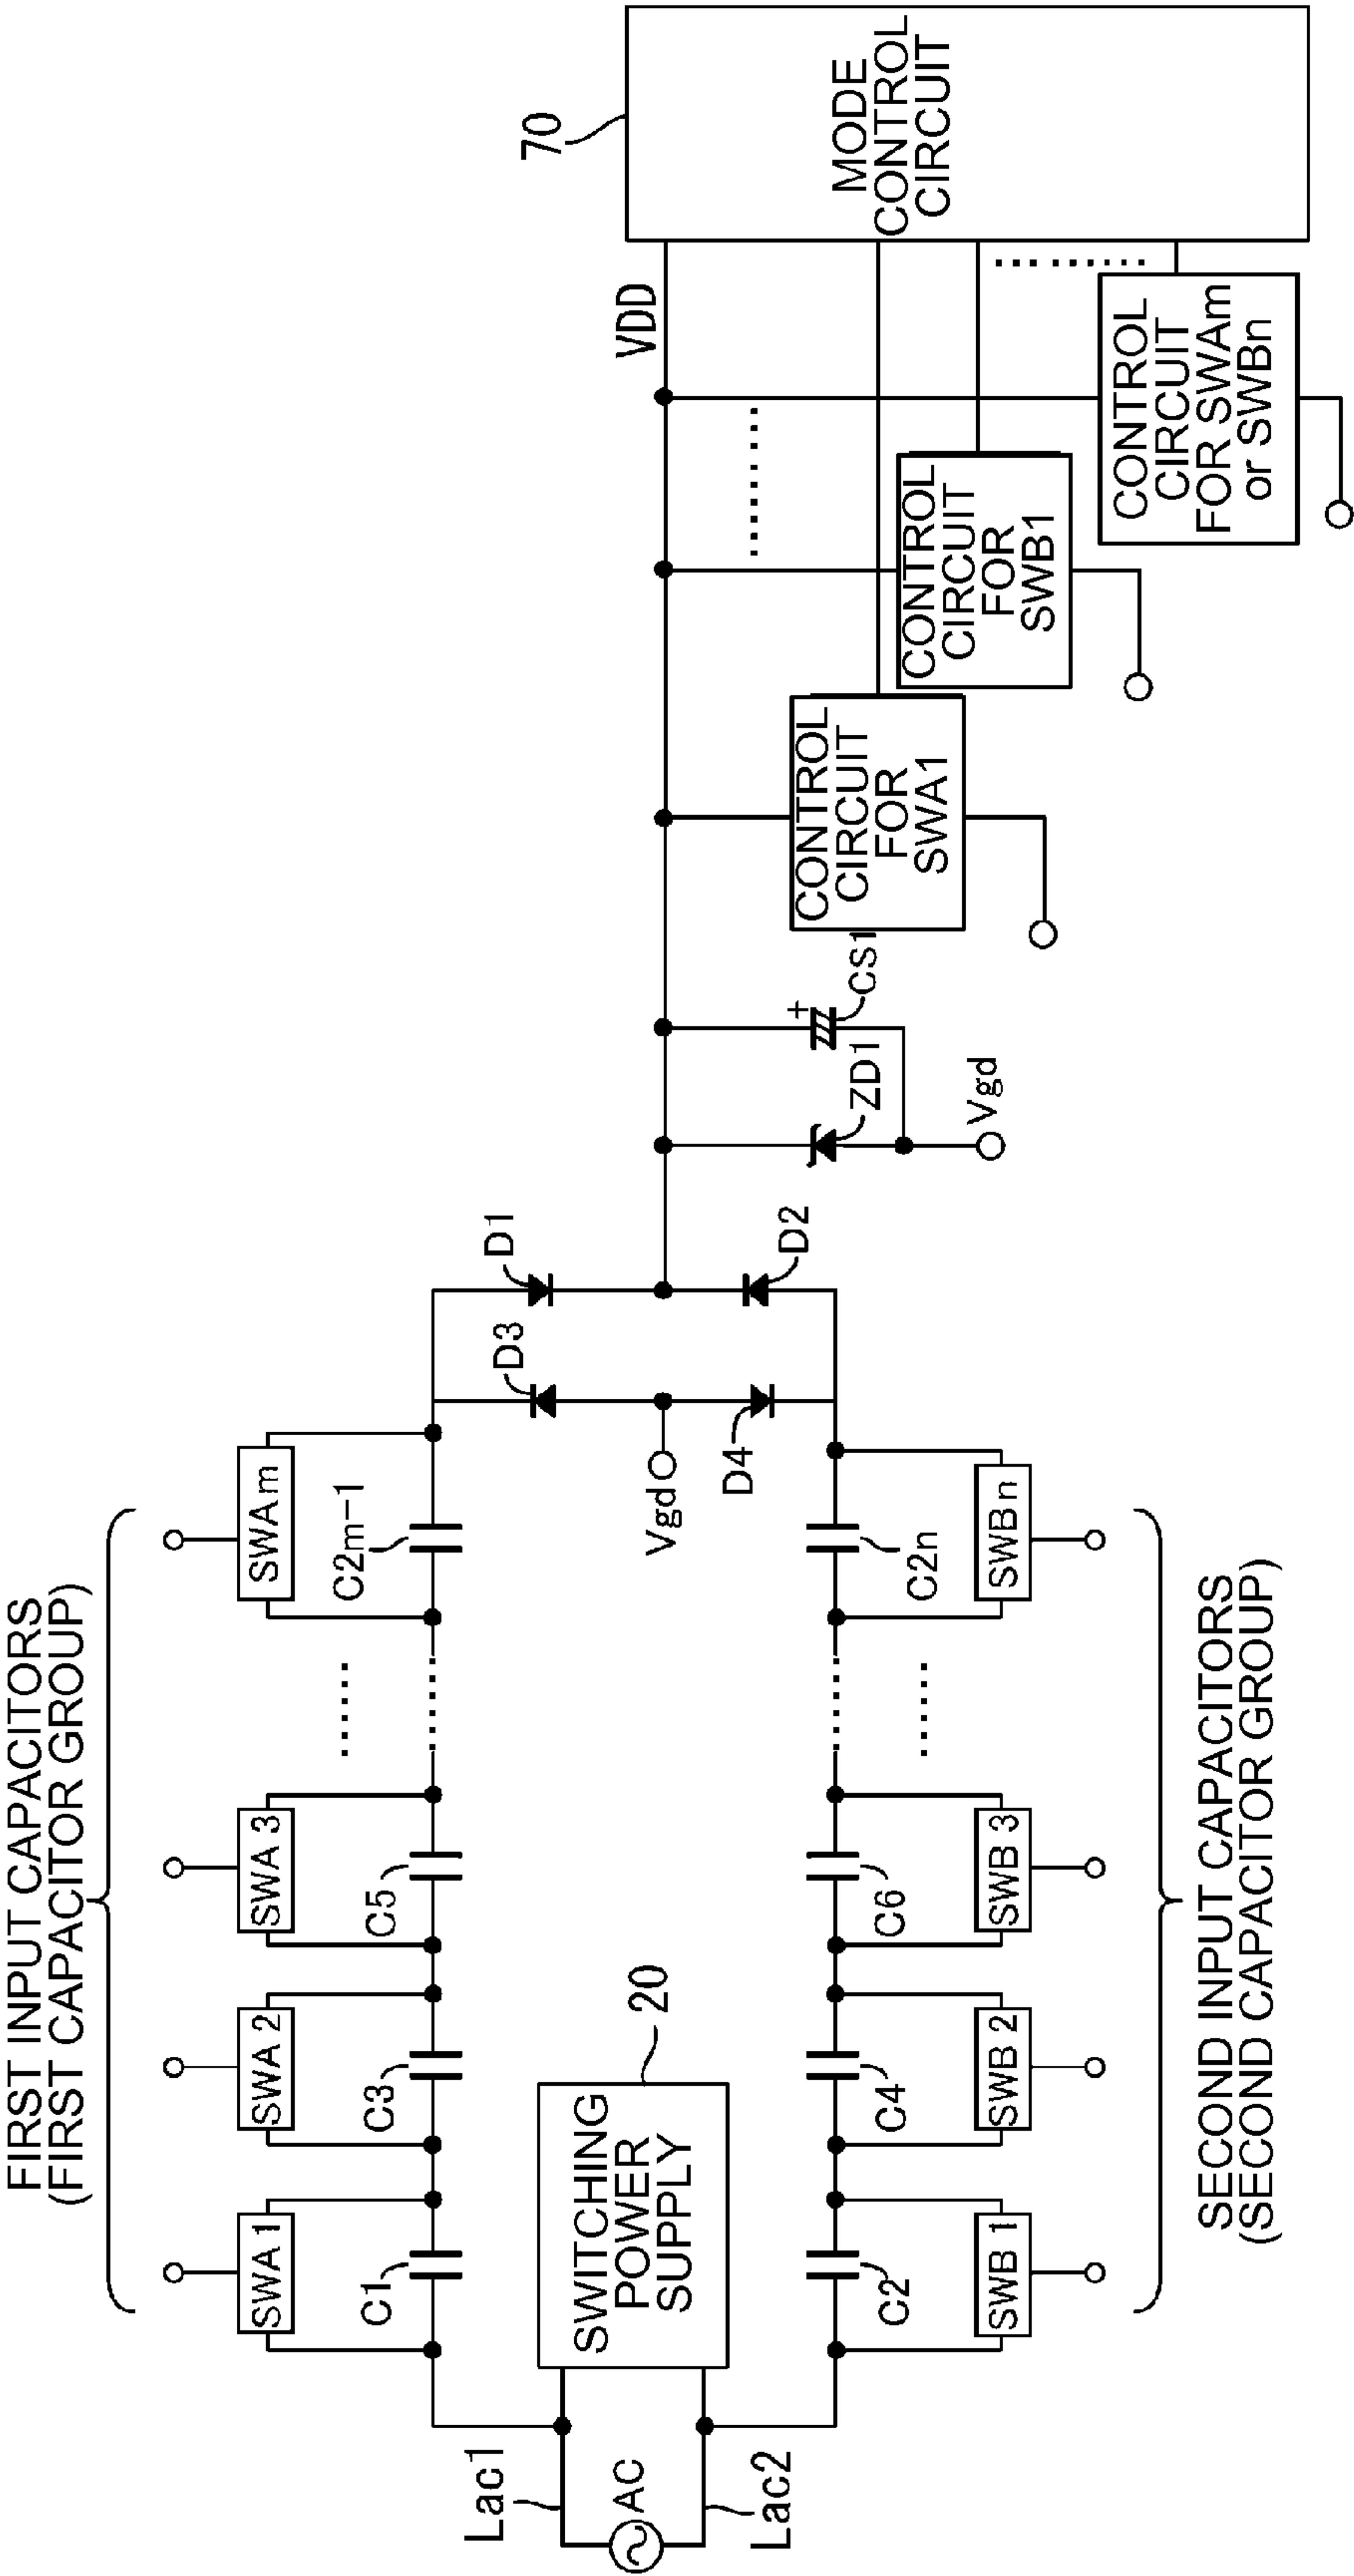 FIRST INPUT CAPACITORS
(FIRST CAPACITOR GROUP)
SWA 1
SWA 2
SWA 3
SWAm
C1
C3
C5
C2m-1
Lac1
AC
Lac2
SWITCHING
POWER
SUPPLY
20
D3
D1
Vgd
D4
D2
C2
C4
C6
C2n
SWB 1
SWB 2
SWB 3
SWBn
SECOND INPUT CAPACITORS
(SECOND CAPACITOR GROUP)
ZD1
+
CS1
Vgd
VDD
CONTROL
CIRCUIT
FOR
SWA1
CONTROL
CIRCUIT
FOR
SWB1
CONTROL
CIRCUIT
FOR SWAm
or SWBn
70
MODE
CONTROL
CIRCUIT